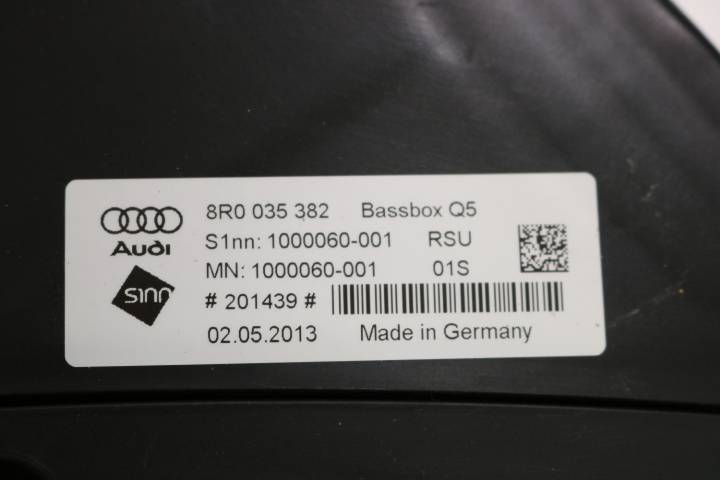 Audi
S1nn
8R0 035 382 Bassbox Q5
S1nn: 1000060-001 RSU
MN: 1000060-001 01S
# 201439 #
02.05.2013 Made in Germany